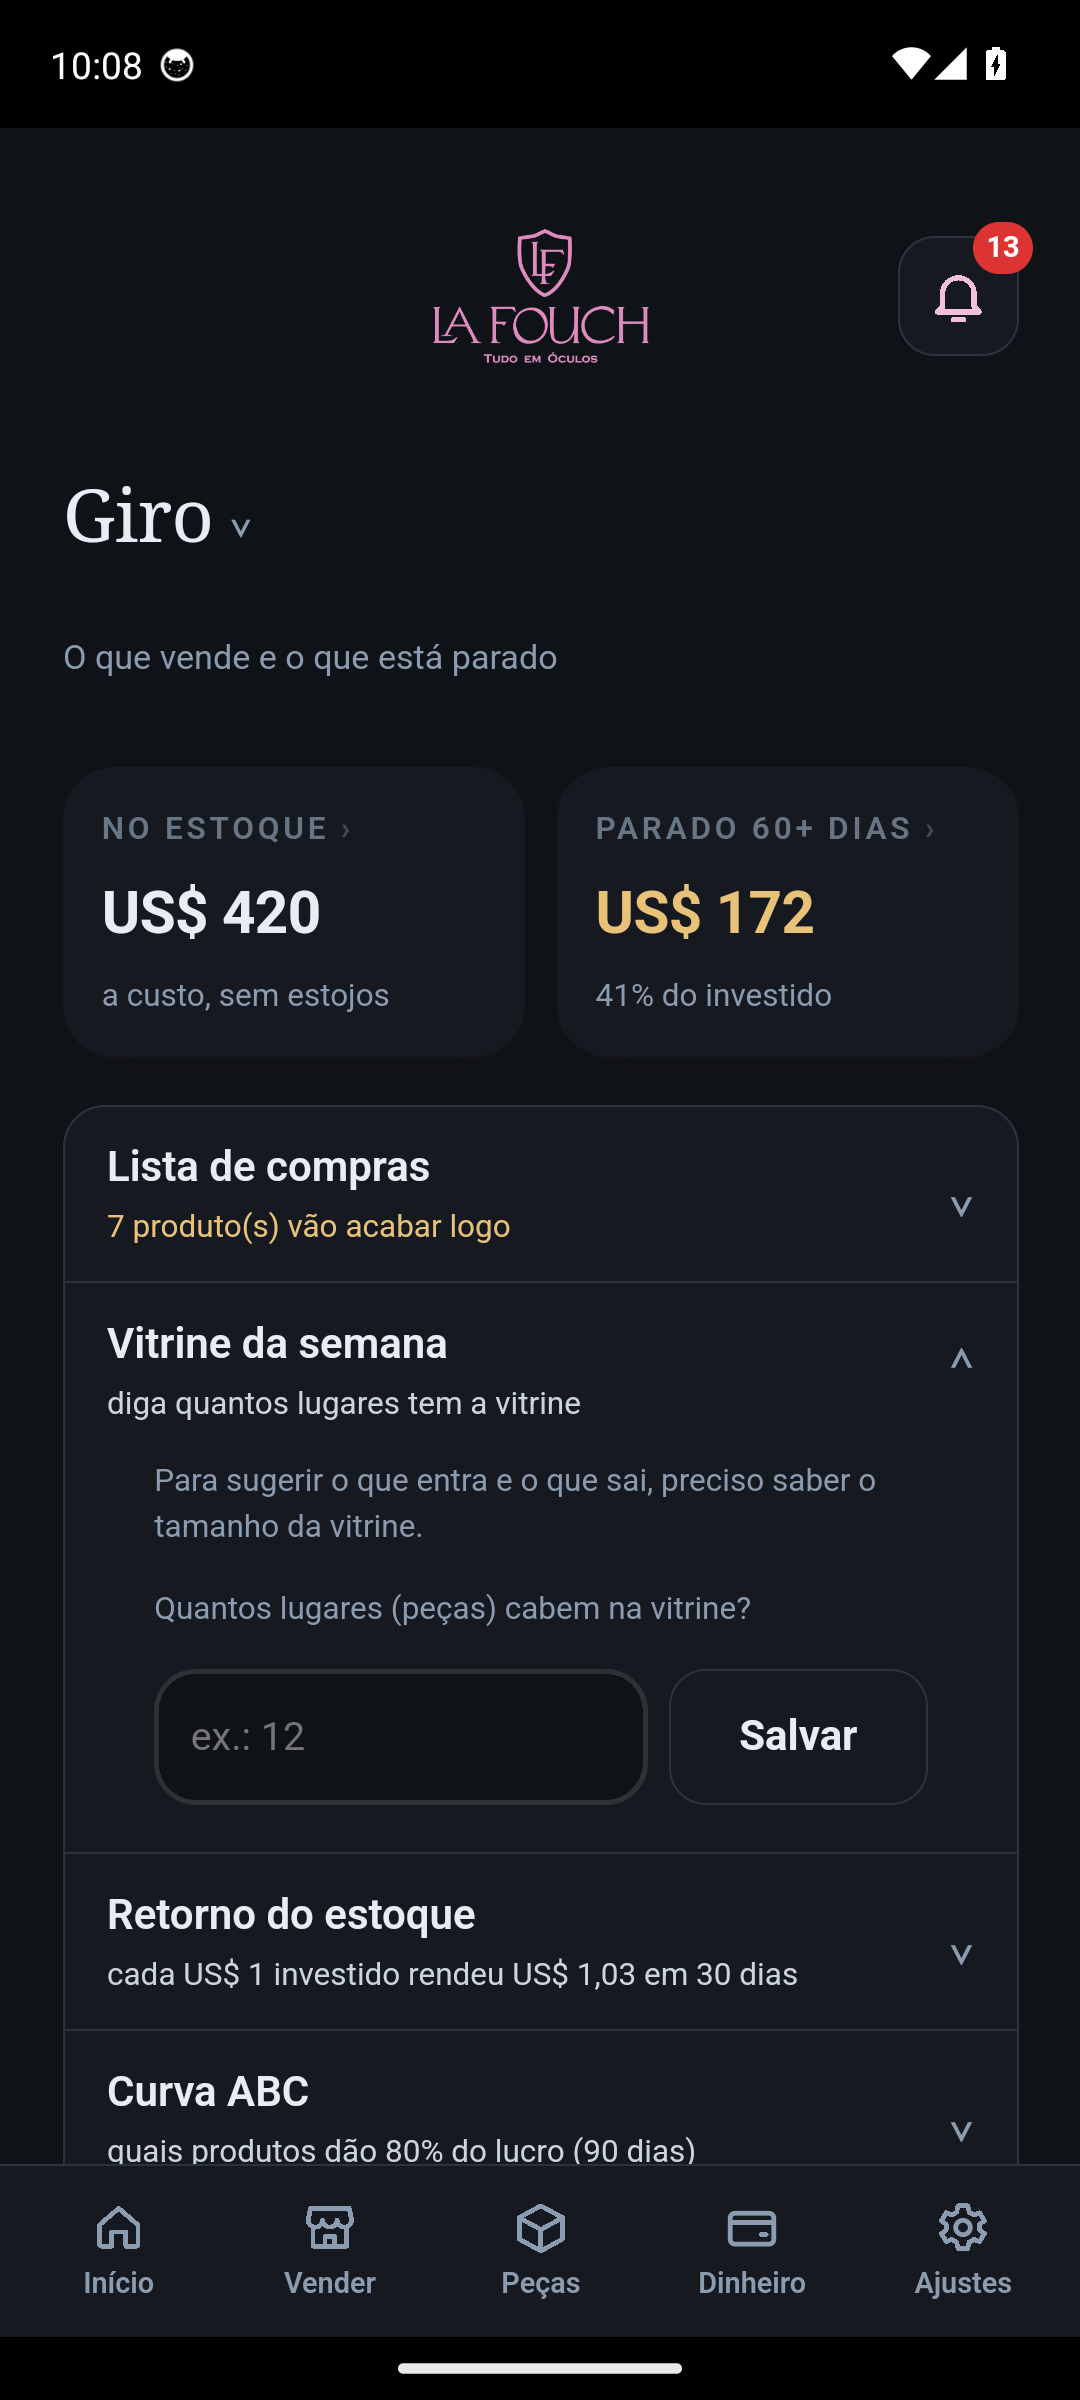 10:08
LF
LA FOUCH
TUDO EM ÓCULOS
13
Giro
O que vende e o que está parado
NO ESTOQUE ›
US$ 420
a custo, sem estojos
PARADO 60+ DIAS ›
US$ 172
41% do investido
Lista de compras
7 produto(s) vão acabar logo
Vitrine da semana
diga quantos lugares tem a vitrine
Para sugerir o que entra e o que sai, preciso saber o
tamanho da vitrine.
Quantos lugares (peças) cabem na vitrine?
ex.: 12
Salvar
Retorno do estoque
cada US$ 1 investido rendeu US$ 1,03 em 30 dias
Curva ABC
quais produtos dão 80% do lucro (90 dias)
Início
Vender
Peças
Dinheiro
Ajustes